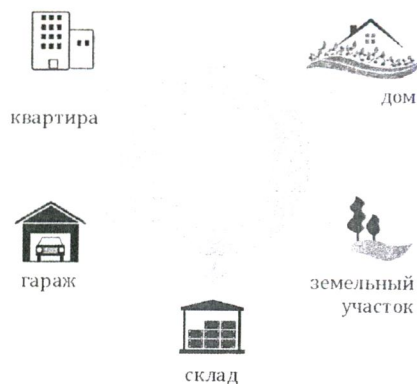 квартира
дом
гараж
земельный
участок
склад